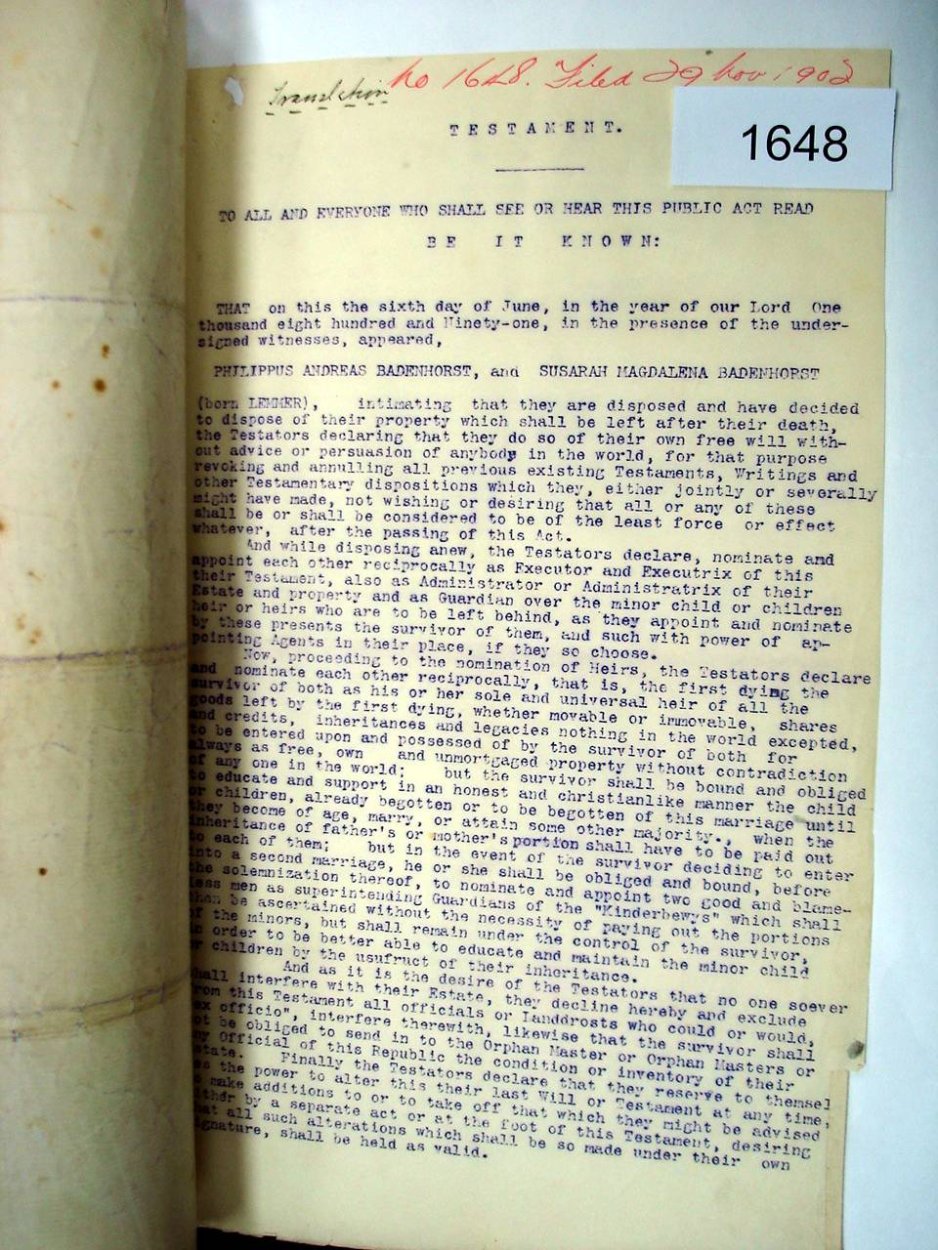 Translation
No 1648. Filed 29 Nov 1902
1648
TESTAMENT.
TO ALL AND EVERYONE WHO SHALL SEE OR HEAR THIS PUBLIC ACT READ
BE IT KNOWN:
THAT on this the sixth day of June, in the year of our Lord One
thousand eight hundred and Ninety-one, in the presence of the under-
signed witnesses, appeared,
PHILIPPUS ANDREAS BADENHORST, and SUSARAH MAGDALENA BADENHORST
(born LEMMER), intimating that they are disposed and have decided
to dispose of their property which shall be left after their death,
the Testators declaring that they do so of their own free will with-
out advice or persuasion of anybody in the world, for that purpose
revoking and annulling all previous existing Testaments, Writings and
other Testamentary dispositions which they, either jointly or severally
might have made, not wishing or desiring that all or any of these
shall be or shall be considered to be of the least force or effect
whatever, after the passing of this Act.
And while disposing anew, the Testators declare, nominate and
appoint each other reciprocally as Executor and Executrix of this
their Testament, also as Administrator or Administratrix of their
Estate and property and as Guardian over the minor child or children
heir or heirs who are to be left behind, as they appoint and nominate
by these presents the survivor of them, and such with power of ap-
pointing Agents in their place, if they so choose.
Now, proceeding to the nomination of Heirs, the Testators declare
and nominate each other reciprocally, that is, the first dying the
survivor of both as his or her sole and universal heir of all the
goods left by the first dying, whether movable or immovable, shares
and credits, inheritances and legacies nothing in the world excepted,
to be entered upon and possessed of by the survivor of both for
always as free, own and unmortgaged property without contradiction
of any one in the world; but the survivor shall be bound and obliged
to educate and support in an honest and christianlike manner the child
or children, already begotten or to be begotten of this marriage until
they become of age, marry, or attain some other majority., when the
inheritance of father's or mother's portion shall have to be paid out
to each of them; but in the event of the survivor deciding to enter
into a second marriage, he or she shall be obliged and bound, before
the solemnization thereof, to nominate and appoint two good and blame-
less men as superintending Guardians of the "Kinderbewys" which shall
then be ascertained without the necessity of paying out the portions
of the minors, but shall remain under the control of the survivor,
in order to be better able to educate and maintain the minor child
or children by the usufruct of their inheritance.
And as it is the desire of the Testators that no one soever
shall interfere with their Estate, they decline hereby and exclude
from this Testament all officials or Landdrosts who could or would,
ex officio", interfere therewith, likewise that the survivor shall
not be obliged to send in to the Orphan Master or Orphan Masters or
any Official of this Republic the condition or inventory of their
state.
Finally the Testators declare that they reserve to themsel
es the power to alter this their last Will or Testament at any time,
o make additions to or to take off that which they might be advised
ither by a separate act or at the foot of this Testament, desiring
hat all such alterations which shall be so made under their own
ignature, shall be held as valid.